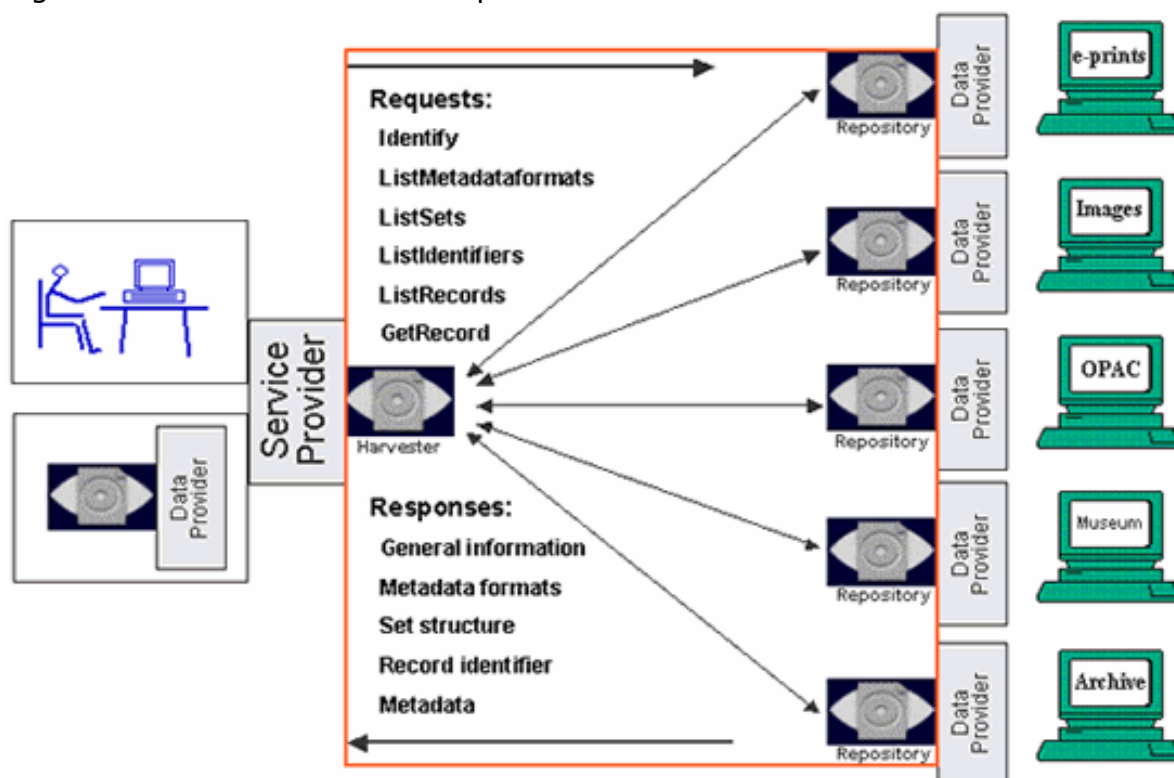 Requests:
Identify
ListMetadataformats
ListSets
ListIdentifiers
ListRecords
GetRecord
Service
Provider
Harvester
Data
Provider
Responses:
General information
Metadata formats
Set structure
Record identifier
Metadata
Repository
Data
Provider
e-prints
Repository
Data
Provider
Images
Repository
Data
Provider
OPAC
Repository
Data
Provider
Museum
Repository
Data
Provider
Archive